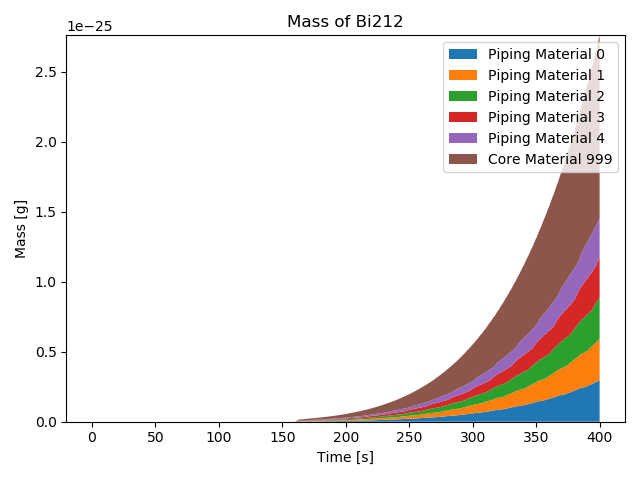 Mass of Bi212
1e−25
Mass [g]
2.5
2.0
1.5
1.0
0.5
0.0
Piping Material 0
Piping Material 1
Piping Material 2
Piping Material 3
Piping Material 4
Core Material 999
0 50 100 150 200 250 300 350 400
Time [s]